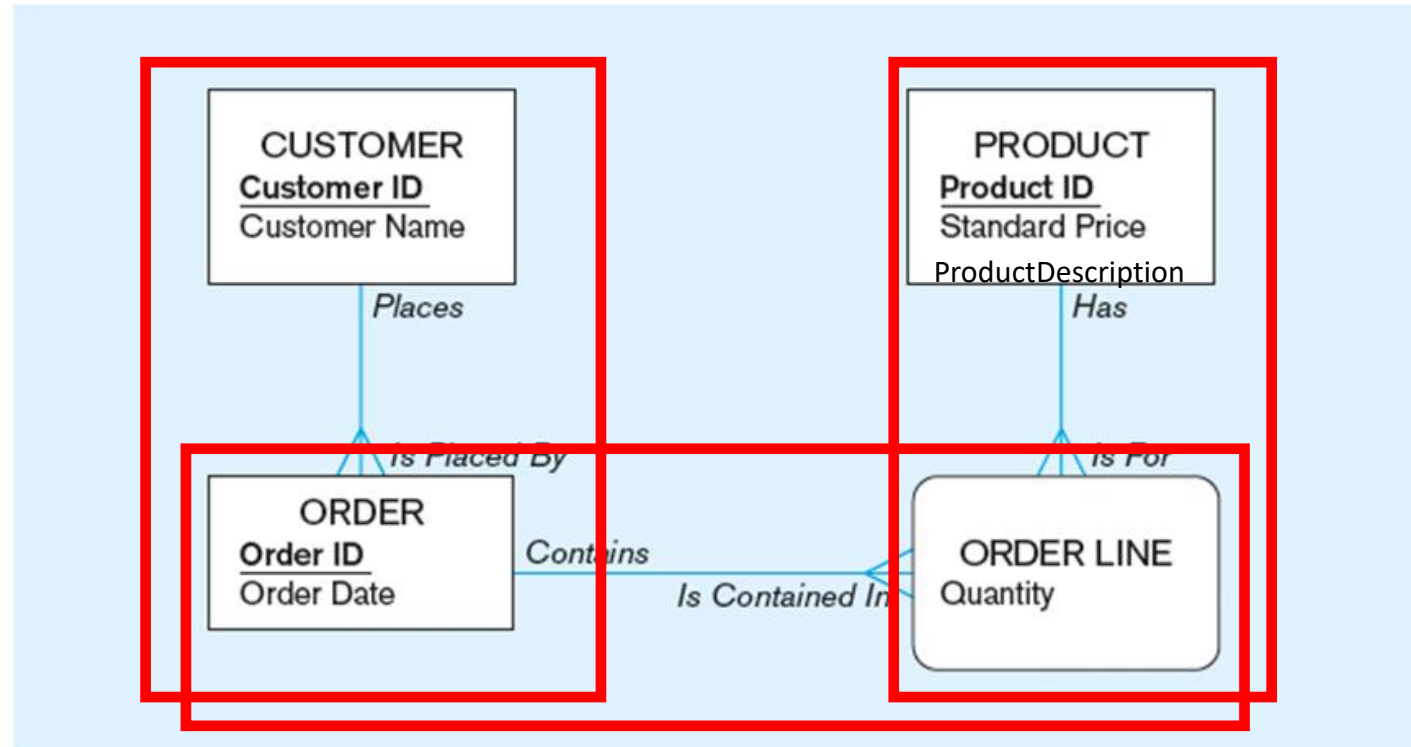 CUSTOMER
Customer ID
Customer Name
Places
Is Placed By
ORDER
Order ID
Order Date
Contains
Is Contained In
PRODUCT
Product ID
Standard Price
ProductDescription
Has
Is For
ORDER LINE
Quantity